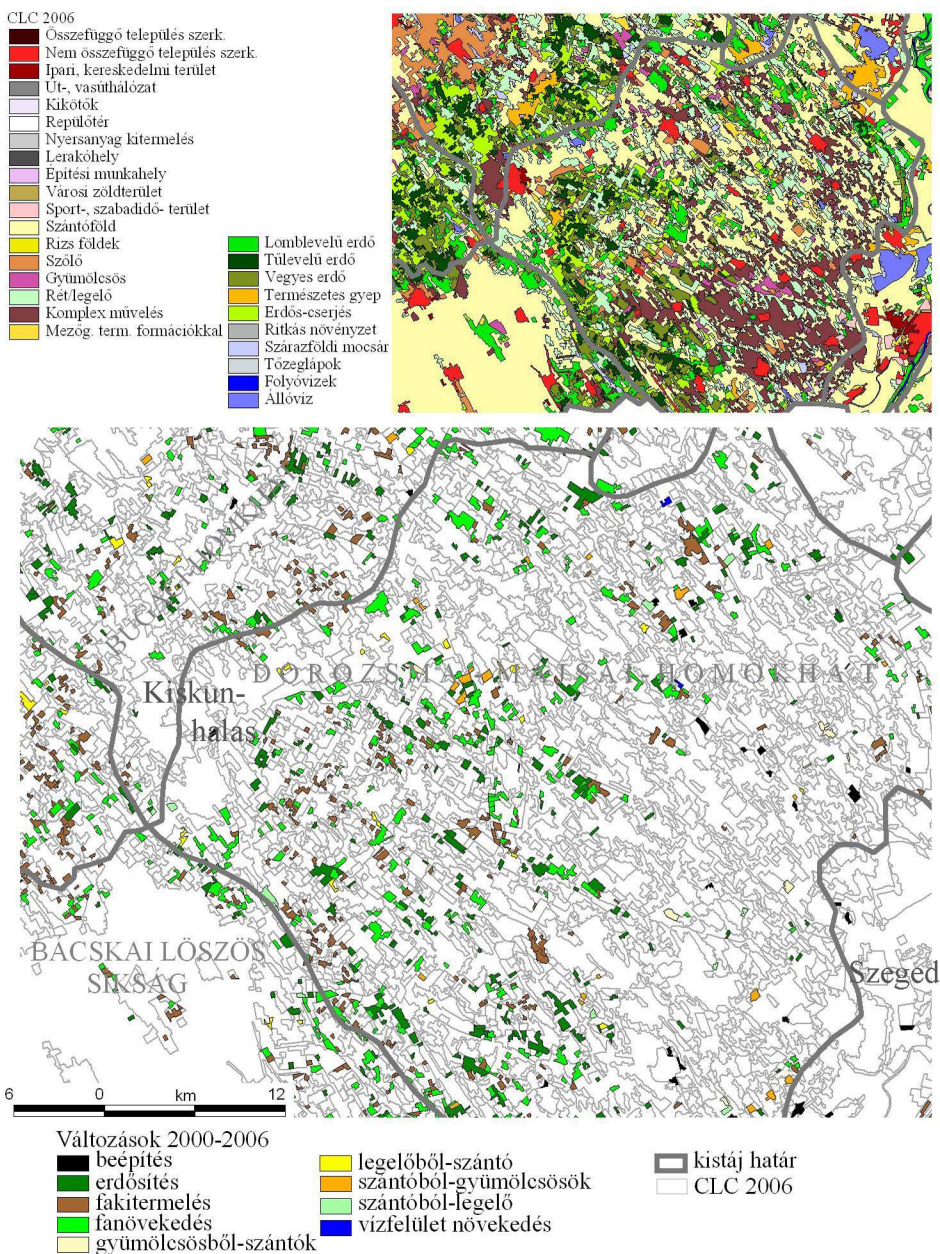 CLC 2006
Összefüggő település szerk.
Nem összefüggő település szerk.
Ipari, kereskedelmi terület
Út-, vasúthálózat
Kikötők
Repülőtér
Nyersanyag kitermelés
Lerakóhely
Építési munkahely
Városi zöldterület
Sport-, szabadidő- terület
Szántóföld
Rizs földek
Szőlő
Gyümölcsös
Rét/legelő
Komplex művelés
Mezőg. term. formációkkal
Lomblevelű erdő
Tűlevelű erdő
Vegyes erdő
Természetes gyep
Erdős-cserjés
Ritkás növényzet
Szárazföldi mocsár
Tőzeglápok
Folyóvizek
Állóvíz
DOROZSMA MAJSAI HOMOKHÁT
Kiskun-
halas
BÁCSKAI LÖSZÖS
SÍKSÁG
Szeged
6 0 km 12
Változások 2000-2006
beépítés
erdősítés
fakitermelés
fanövekedés
gyümölcsösből-szántók
legelőből-szántó
szántóból-gyümölcsösök
szántóból-legelő
vízfelület növekedés
kistáj határ
CLC 2006